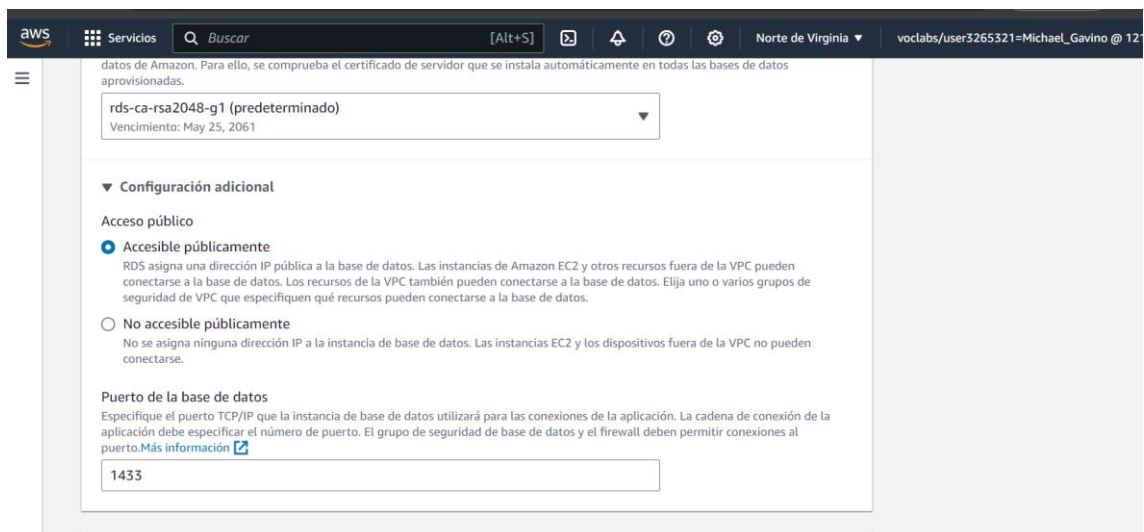 aws
Servicios
Buscar
[Alt+S]
Norte de Virginia
voclabs/user3265321=Michael_Gavino @ 121
datos de Amazon. Para ello, se comprueba el certificado de servidor que se instala automáticamente en todas las bases de datos
aprovisionadas.
rds-ca-rsa2048-g1 (predeterminado)
Vencimiento: May 25, 2061
Configuración adicional
Acceso público
Accesible públicamente
RDS asigna una dirección IP pública a la base de datos. Las instancias de Amazon EC2 y otros recursos fuera de la VPC pueden
conectarse a la base de datos. Los recursos de la VPC también pueden conectarse a la base de datos. Elija uno o varios grupos de
seguridad de VPC que especifiquen qué recursos pueden conectarse a la base de datos.
No accesible públicamente
No se asigna ninguna dirección IP a la instancia de base de datos. Las instancias EC2 y los dispositivos fuera de la VPC no pueden
conectarse.
Puerto de la base de datos
Especifique el puerto TCP/IP que la instancia de base de datos utilizará para las conexiones de la aplicación. La cadena de conexión de la
aplicación debe especificar el número de puerto. El grupo de seguridad de base de datos y el firewall deben permitir conexiones al
puerto.Más información
1433